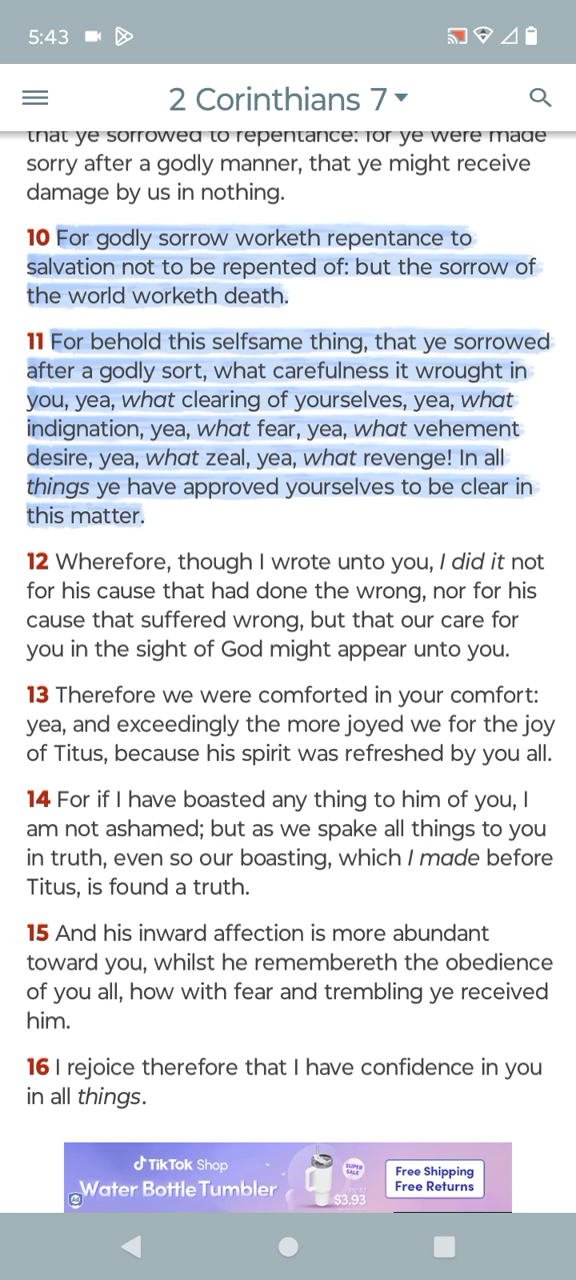 5:43
2 Corinthians 7
that ye sorrowed to repentance: for ye were made
sorry after a godly manner, that ye might receive
damage by us in nothing.
10 For godly sorrow worketh repentance to
salvation not to be repented of: but the sorrow of
the world worketh death.
11 For behold this selfsame thing, that ye sorrowed
after a godly sort, what carefulness it wrought in
you, yea, what clearing of yourselves, yea, what
indignation, yea, what fear, yea, what vehement
desire, yea, what zeal, yea, what revenge! In all
things ye have approved yourselves to be clear in
this matter.
12 Wherefore, though I wrote unto you, I did it not
for his cause that had done the wrong, nor for his
cause that suffered wrong, but that our care for
you in the sight of God might appear unto you.
13 Therefore we were comforted in your comfort:
yea, and exceedingly the more joyed we for the joy
of Titus, because his spirit was refreshed by you all.
14 For if I have boasted any thing to him of you, I
am not ashamed; but as we spake all things to you
in truth, even so our boasting, which I made before
Titus, is found a truth.
15 And his inward affection is more abundant
toward you, whilst he remembereth the obedience
of you all, how with fear and trembling ye received
him.
16 I rejoice therefore that I have confidence in you
in all things.
TikTok Shop
Water Bottle Tumbler
SUPER
SALE
$3.93
Free Shipping
Free Returns
Ad